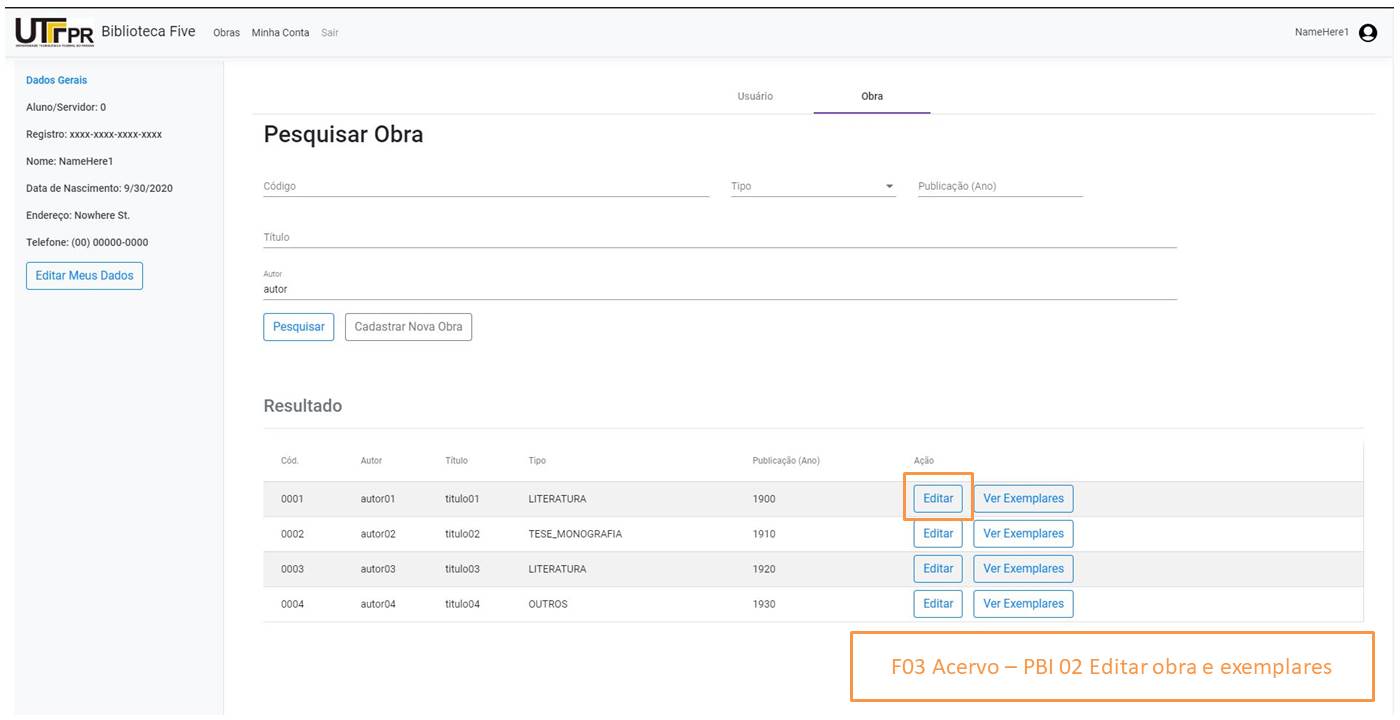 UTFPR Biblioteca Five Obras Minha Conta Sair NameHere1
UNIVERSIDADE TECNOLÓGICA FEDERAL DO PARANÁ
Dados Gerais
Aluno/Servidor: 0
Registro: xxxx-xxxx-xxxx-xxxx
Nome: NameHere1
Data de Nascimento: 9/30/2020
Endereço: Nowhere St.
Telefone: (00) 00000-0000
Editar Meus Dados
Usuário Obra
Pesquisar Obra
Código Tipo Publicação (Ano)
Título
Autor
autor
Pesquisar Cadastrar Nova Obra
Resultado
Cód. Autor Título Tipo Publicação (Ano) Ação
0001 autor01 titulo01 LITERATURA 1900 Editar Ver Exemplares
0002 autor02 titulo02 TESE_MONOGRAFIA 1910 Editar Ver Exemplares
0003 autor03 titulo03 LITERATURA 1920 Editar Ver Exemplares
0004 autor04 titulo04 OUTROS 1930 Editar Ver Exemplares
F03 Acervo – PBI 02 Editar obra e exemplares